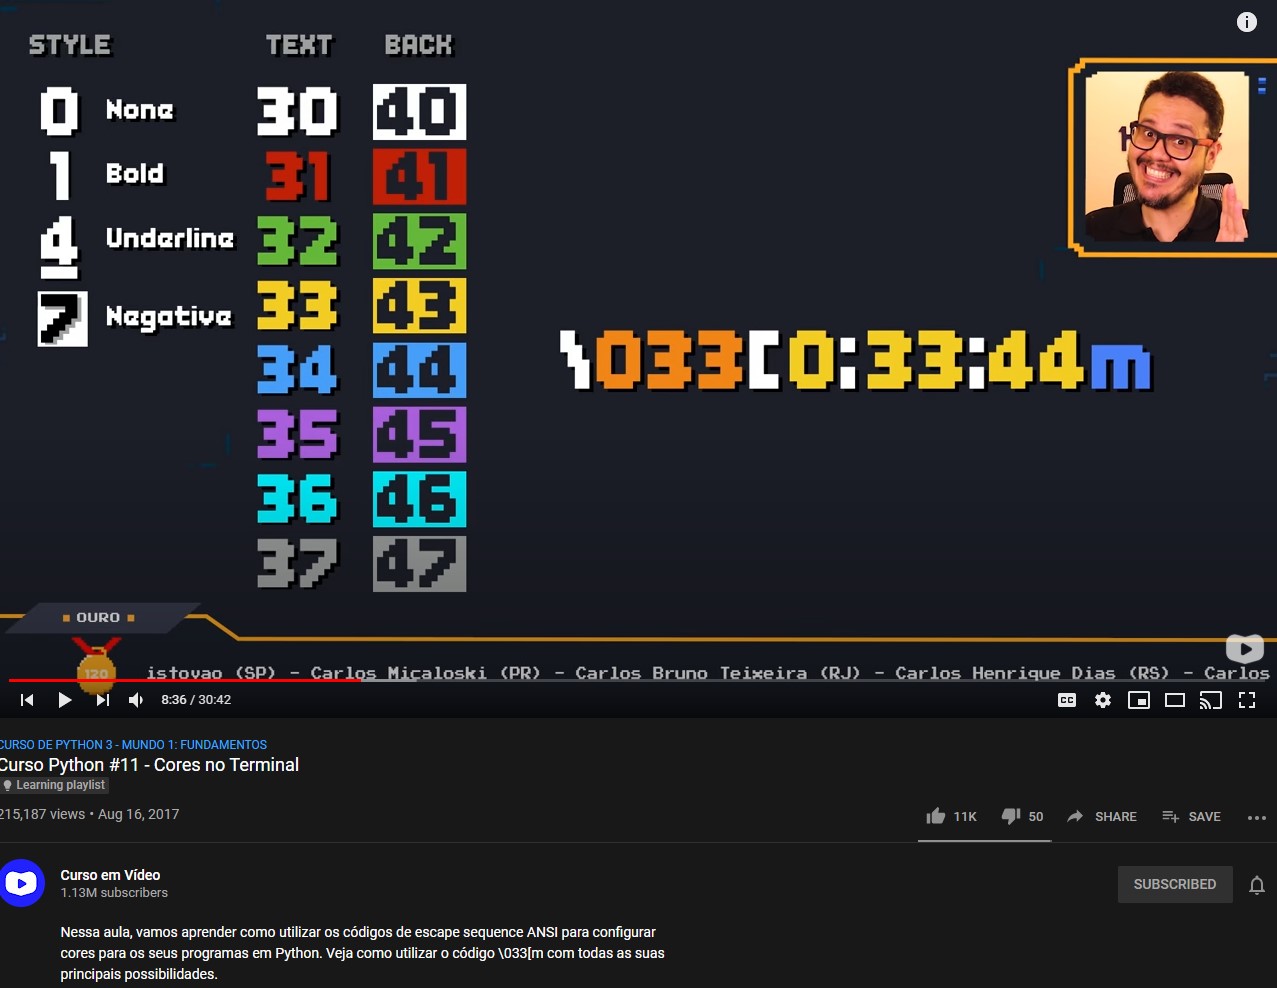 STYLE TEXT BACK
0 None 30 40
1 Bold 31 41
4 Underline 32 42
7 Negative 33 43
\033[0;33;44m
34 44
35 45
36 46
37 47
OURO
120 istovao (SP) - Carlos Micaloski (PR) - Carlos Bruno Teixeira (RJ) - Carlos Henrique Dias (RS) - Carlos
8:36 / 30:42
CC
CURSO DE PYTHON 3 - MUNDO 1: FUNDAMENTOS
Curso Python #11 - Cores no Terminal
Learning playlist
215,187 views • Aug 16, 2017
11K 50 SHARE SAVE
Curso em Vídeo
1.13M subscribers
SUBSCRIBED
Nessa aula, vamos aprender como utilizar os códigos de escape sequence ANSI para configurar
cores para os seus programas em Python. Veja como utilizar o código \033[m com todas as suas
principais possibilidades.